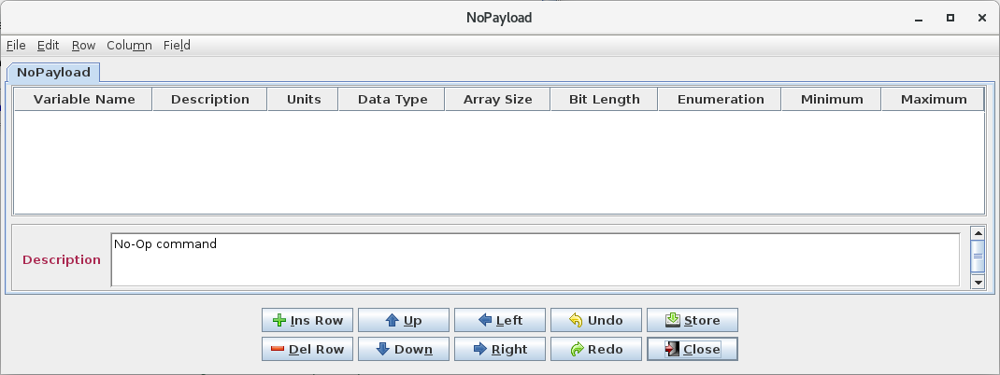 NoPayload
File Edit Row Column Field
NoPayload
Variable Name Description Units Data Type Array Size Bit Length Enumeration Minimum Maximum
Description No-Op command
Ins Row Up Left Undo Store
Del Row Down Right Redo Close